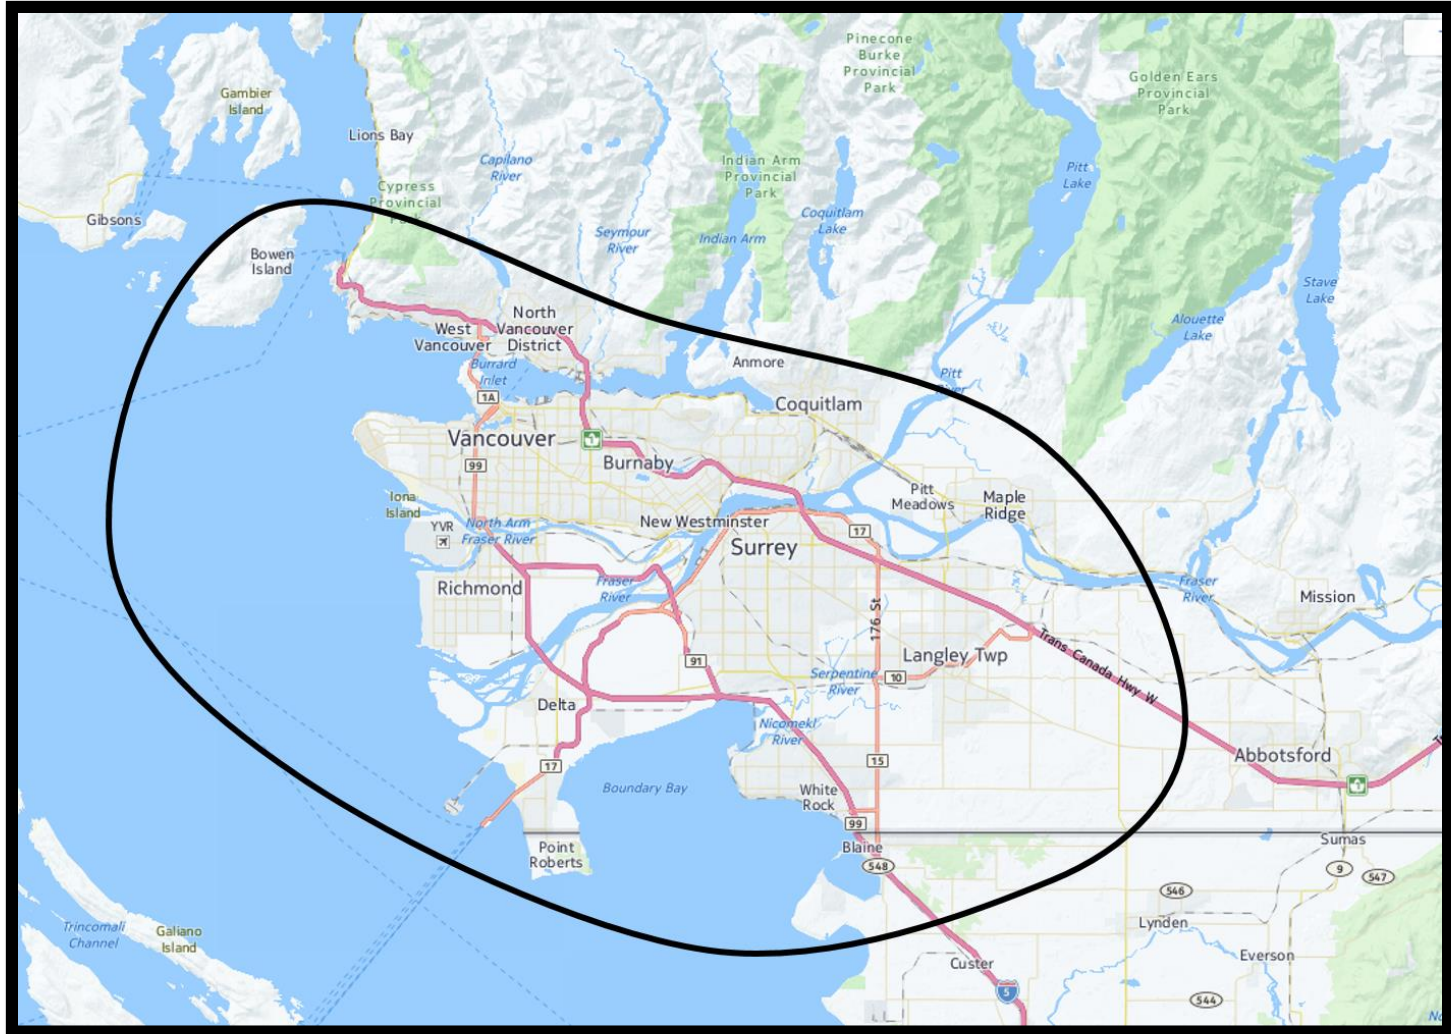 Pinecone
Burke
Provincial
Park
Golden Ears
Provincial
Park
Gambier
Island
Lions Bay
Capilano
River
Indian Arm
Provincial
Park
Pitt
Lake
Cypress
Provincial
Gibsons
Coquitlam
Lake
Seymour
River
Indian Arm
Bowen
Island
Stave
Lake
Alouette
Lake
North
Vancouver
District
West
Vancouver
Burrard
Inlet
Anmore
Pitt
1A
Coquitlam
Vancouver
1
99
Burnaby
Iona
Island
Pitt
Meadows
Maple
Ridge
YVR
North Arm
Fraser River
New Westminster
17
Surrey
Richmond
Fraser
River
Fraser
River
Mission
176 St
Trans Canada Hwy W
91
Langley Twp
10
Serpentine
River
Delta
Nicomekl
River
Abbotsford
17
15
1
Boundary Bay
White
Rock
99
Point
Roberts
Blaine
548
Sumas
9
547
546
Trincomali
Channel
Galiano
Island
Lynden
Everson
Custer
5
544